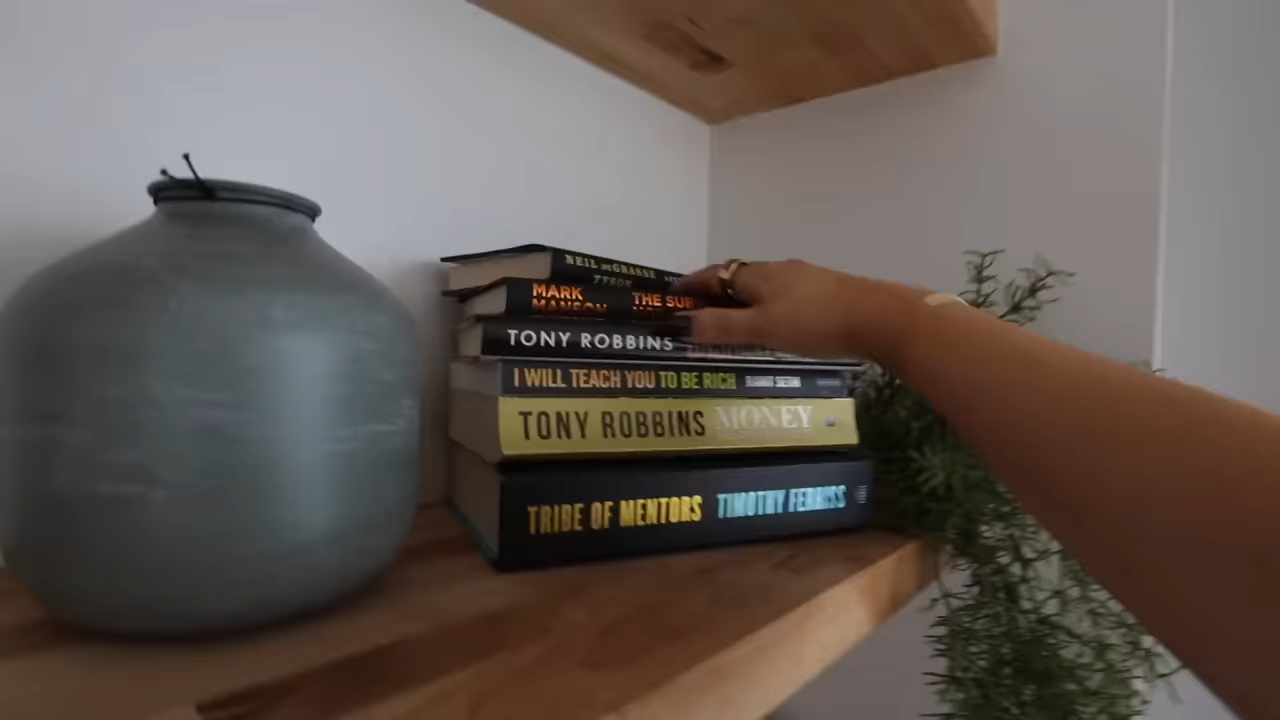 NEIL DEGRASSE
TYSON
MARK
MANSON
THE SUB
TONY ROBBINS
I WILL TEACH YOU TO BE RICH
TONY ROBBINS MONEY
TRIBE OF MENTORS TIMOTHY FERRISS